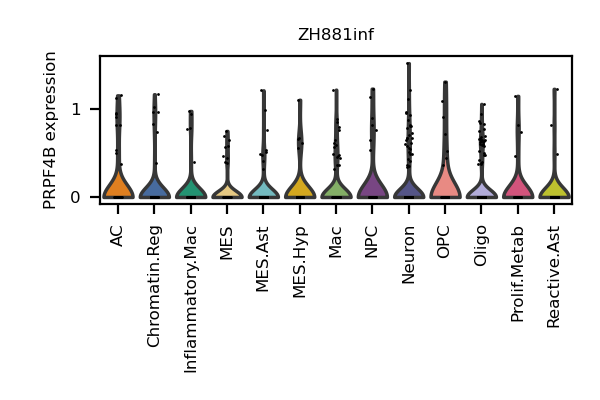 ZH881inf
PRPF4B expression
1
0
AC
Chromatin.Reg
Inflammatory.Mac
MES
MES.Ast
MES.Hyp
Mac
NPC
Neuron
OPC
Oligo
Prolif.Metab
Reactive.Ast